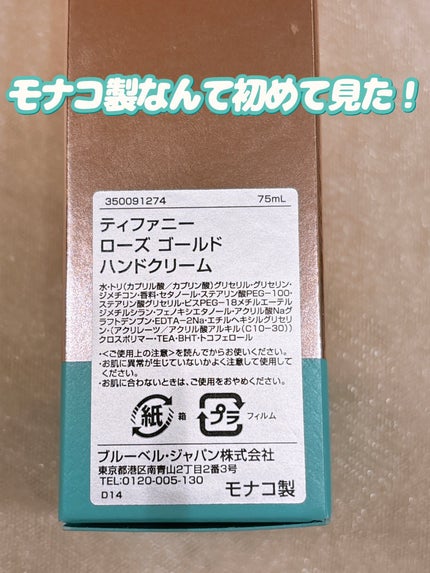 モナコ製なんて初めて見た！
350091274 75mL
ティファニー
ローズ ゴールド
ハンドクリーム
水・トリ(カプリル酸／カプリン酸)グリセリル・グリセリン・
ジメチコン・香料・セタノール・ステアリン酸PEG-100・
ステアリン酸グリセリル・ビスPEG-18メチルエーテル
ジメチルシラン・フェノキシエタノール・アクリル酸Naグ
ラフトデンプン・EDTA-2Na・エチルヘキシルグリセリ
ン・(アクリレーツ／アクリル酸アルキル(C10-30))
クロスポリマー・TEA・BHT・トコフェロール
・<ご使用上の注意>を読んでからお使いください。
・お肌に異常が生じていないかよく注意して使用して
ください。
・お肌に合わないときは、ご使用をおやめください。
紙 箱 プラ フィルム
ブルーベル・ジャパン株式会社
東京都港区南青山2丁目2番3号
TEL:0120-005-130
D14 モナコ製